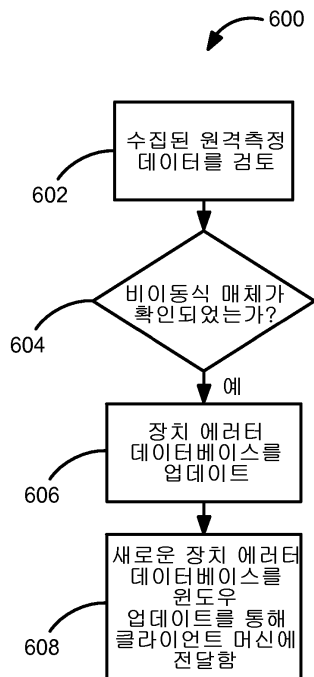 600
수집된 원격측정
데이터를 검토
602
비이동식 매체가
확인되었는가?
604
예
장치 에러터
데이터베이스를
업데이트
606
새로운 장치 에러터
데이터베이스를
윈도우
업데이트를 통해
클라이언트 머신에
전달함
608